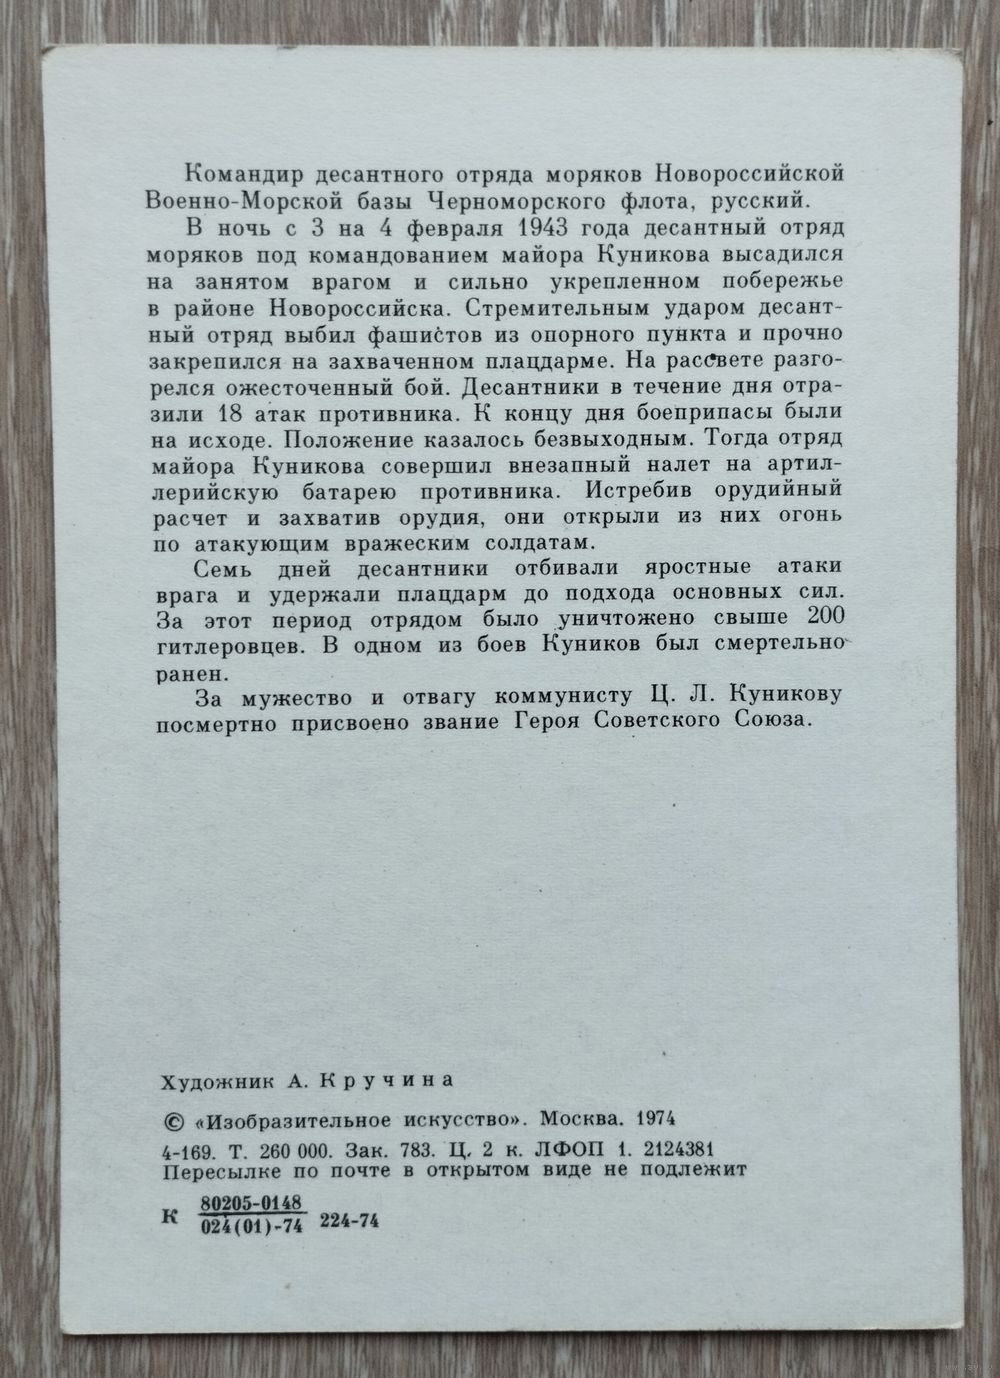 Командир десантного отряда моряков Новороссийской
Военно-Морской базы Черноморского флота, русский.
В ночь с 3 на 4 февраля 1943 года десантный отряд
моряков под командованием майора Куникова высадился
на занятом врагом и сильно укрепленном побережье
в районе Новороссийска. Стремительным ударом десант-
ный отряд выбил фашистов из опорного пункта и прочно
закрепился на захваченном плацдарме. На рассвете разго-
релся ожесточенный бой. Десантники в течение дня отра-
зили 18 атак противника. К концу дня боеприпасы были
на исходе. Положение казалось безвыходным. Тогда отряд
майора Куникова совершил внезапный налет на артил-
лерийскую батарею противника. Истребив орудийный
расчет и захватив орудия, они открыли из них огонь
по атакующим вражеским солдатам.
Семь дней десантники отбивали яростные атаки
врага и удержали плацдарм до подхода основных сил.
За этот период отрядом было уничтожено свыше 200
гитлеровцев. В одном из боев Куников был смертельно
ранен.
За мужество и отвагу коммунисту Ц. Л. Куникову
посмертно присвоено звание Героя Советского Союза.
Художник А. Кручина
© «Изобразительное искусство». Москва. 1974
4-169. Т. 260 000. Зак. 783. Ц. 2 к. ЛФОП 1. 2124381
Пересылке по почте в открытом виде не подлежит
К 80205-0148
024(01)-74 224-74